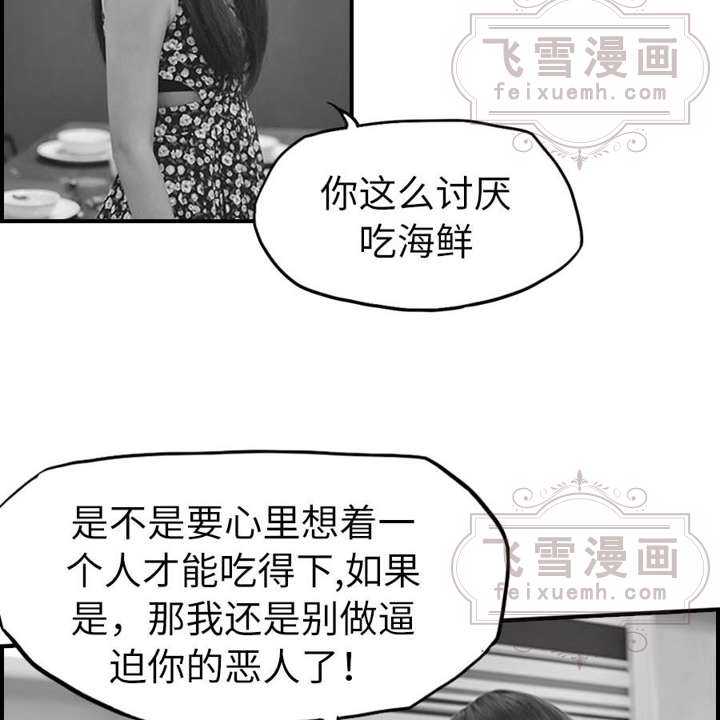 飞雪漫画
feixuemh.com
你这么讨厌
吃海鲜
是不是要心里想着一
个人才能吃得下,如果
是，那我还是别做逼
迫你的恶人了！
飞雪漫画
feixuemh.com